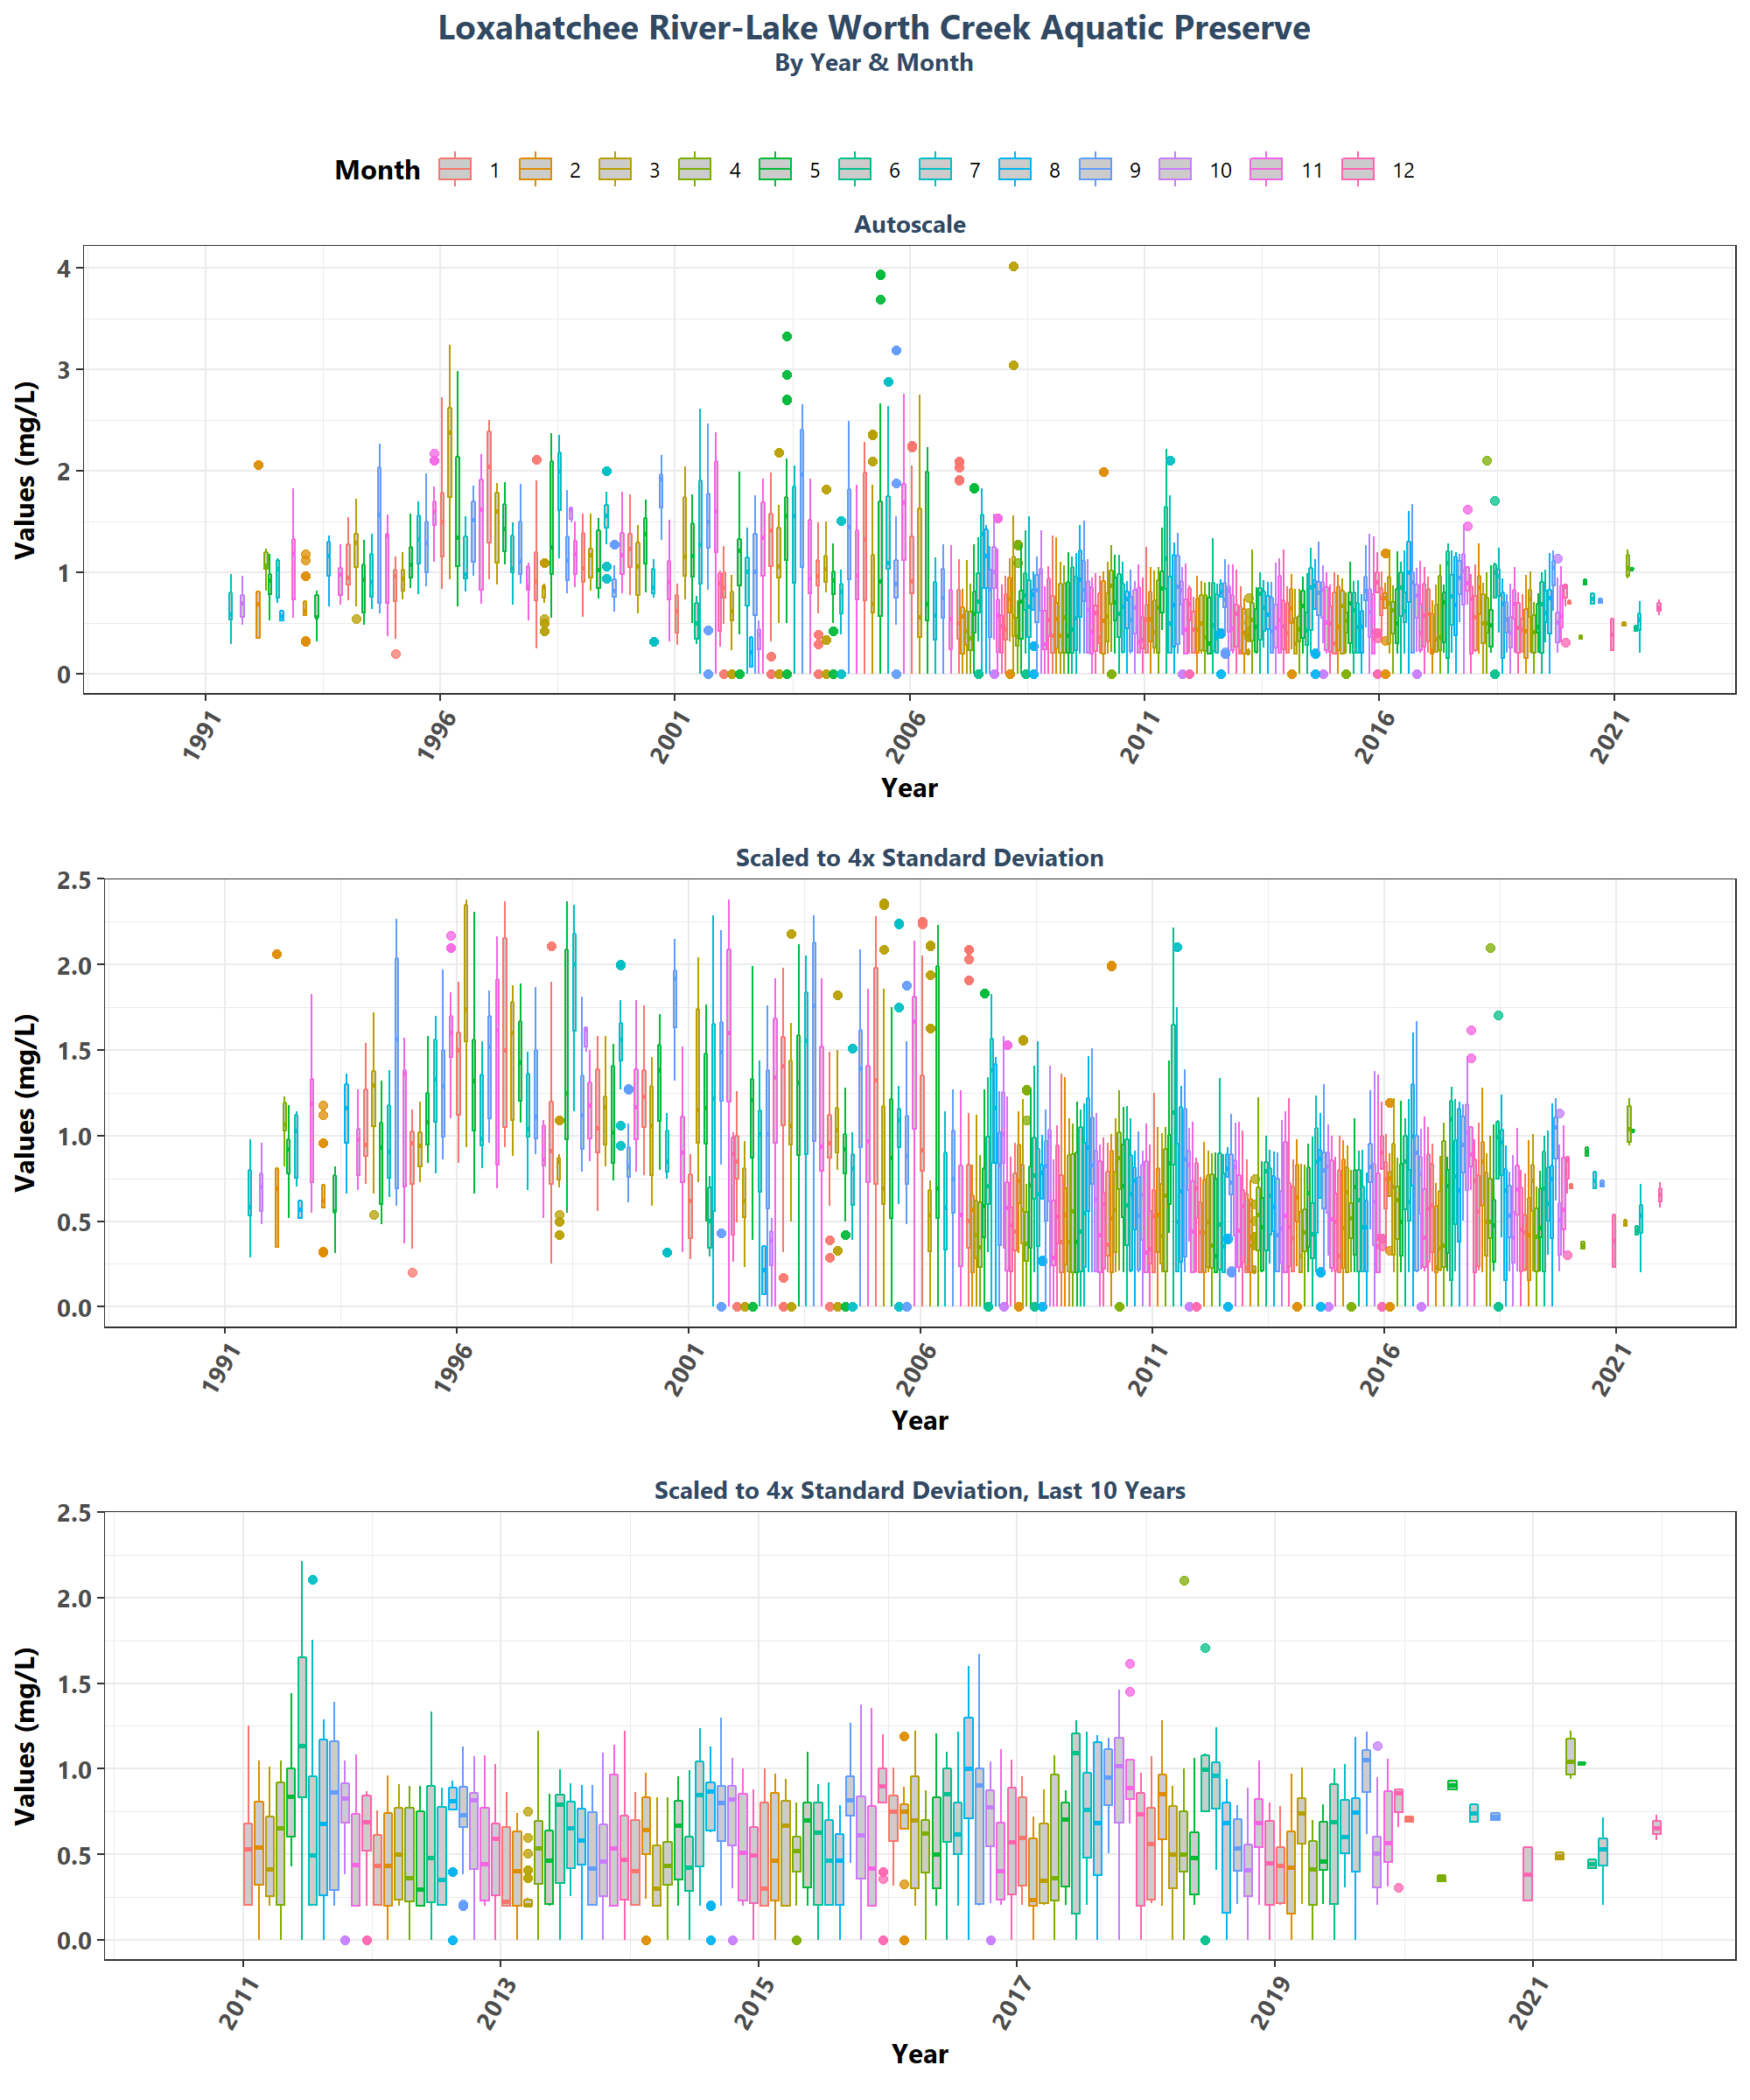 Loxahatchee River-Lake Worth Creek Aquatic Preserve
By Year & Month
Month 1 2 3 4 5 6 7 8 9 10 11 12
Autoscale
Values (mg/L)
4
3
2
1
0
1991 1996 2001 2006 2011 2016 2021
Year
Scaled to 4x Standard Deviation
Values (mg/L)
2.5
2.0
1.5
1.0
0.5
0.0
1991 1996 2001 2006 2011 2016 2021
Year
Scaled to 4x Standard Deviation, Last 10 Years
Values (mg/L)
2.5
2.0
1.5
1.0
0.5
0.0
2011 2013 2015 2017 2019 2021
Year